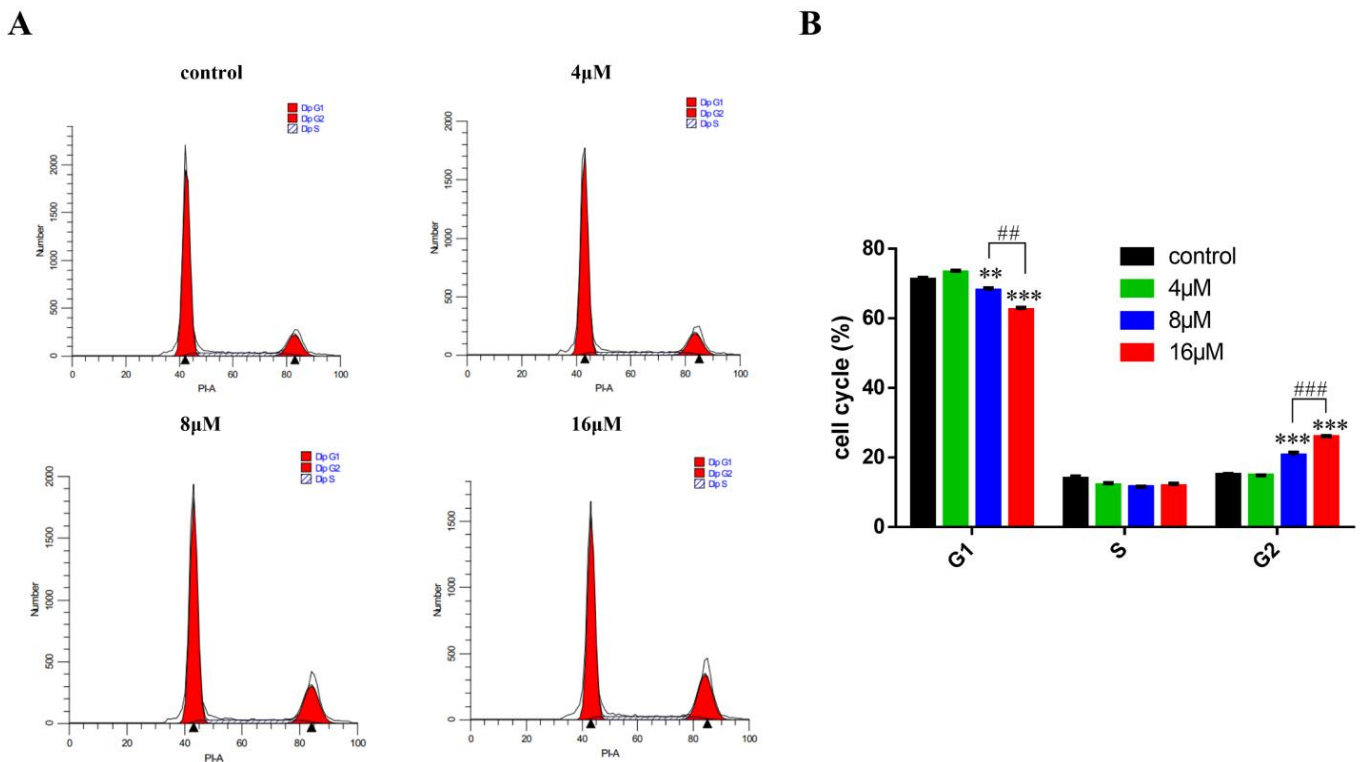 A
B
control
Dip G1
Dip G2
Dip S
Number
0
500
1000
1500
2000
0
20
40
60
80
100
PI-A
4μM
Dip G1
Dip G2
Dip S
Number
0
500
1000
1500
2000
0
20
40
60
80
100
PI-A
8μM
Dip G1
Dip G2
Dip S
Number
0
500
1000
1500
2000
0
20
40
60
80
100
PI-A
16μM
Dip G1
Dip G2
Dip S
Number
0
500
1000
1500
0
20
40
60
80
100
PI-A
cell cycle (%)
80
60
40
20
0
##
**
***
###
***
***
control
4μM
8μM
16μM
G1
S
G2